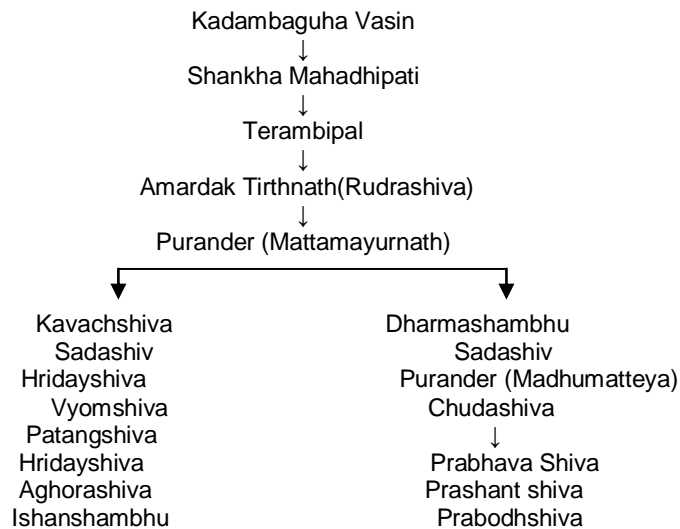 Kadambaguha Vasin
↓
Shankha Mahadhipati
↓
Terambipal
↓
Amardak Tirthnath(Rudrashiva)
↓
Purander (Mattamayurnath)
Kavachshiva
Sadashiv
Hridayshiva
Vyomshiva
Patangshiva
Hridayshiva
Aghorashiva
Ishanshambhu
Dharmashambhu
Sadashiv
Purander (Madhumatteya)
Chudashiva
↓
Prabhava Shiva
Prashant shiva
Prabodhshiva